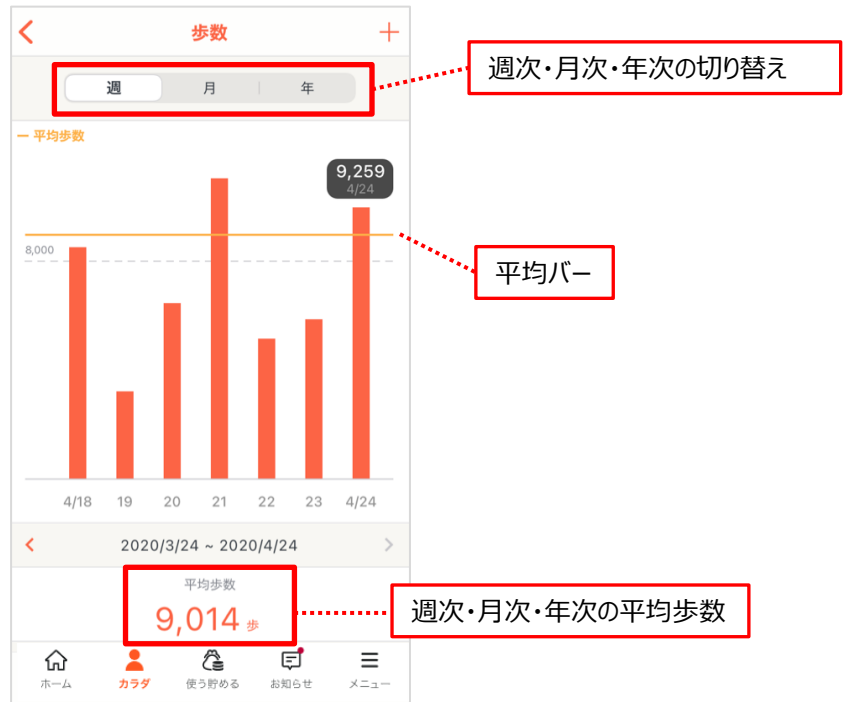 歩数
週 月 年
週次・月次・年次の切り替え
平均歩数
9,259
4/24
8,000
平均バー
4/18 19 20 21 22 23 4/24
2020/3/24 ~ 2020/4/24
平均歩数
9,014 歩
週次・月次・年次の平均歩数
ホーム カラダ 使う貯める お知らせ メニュー